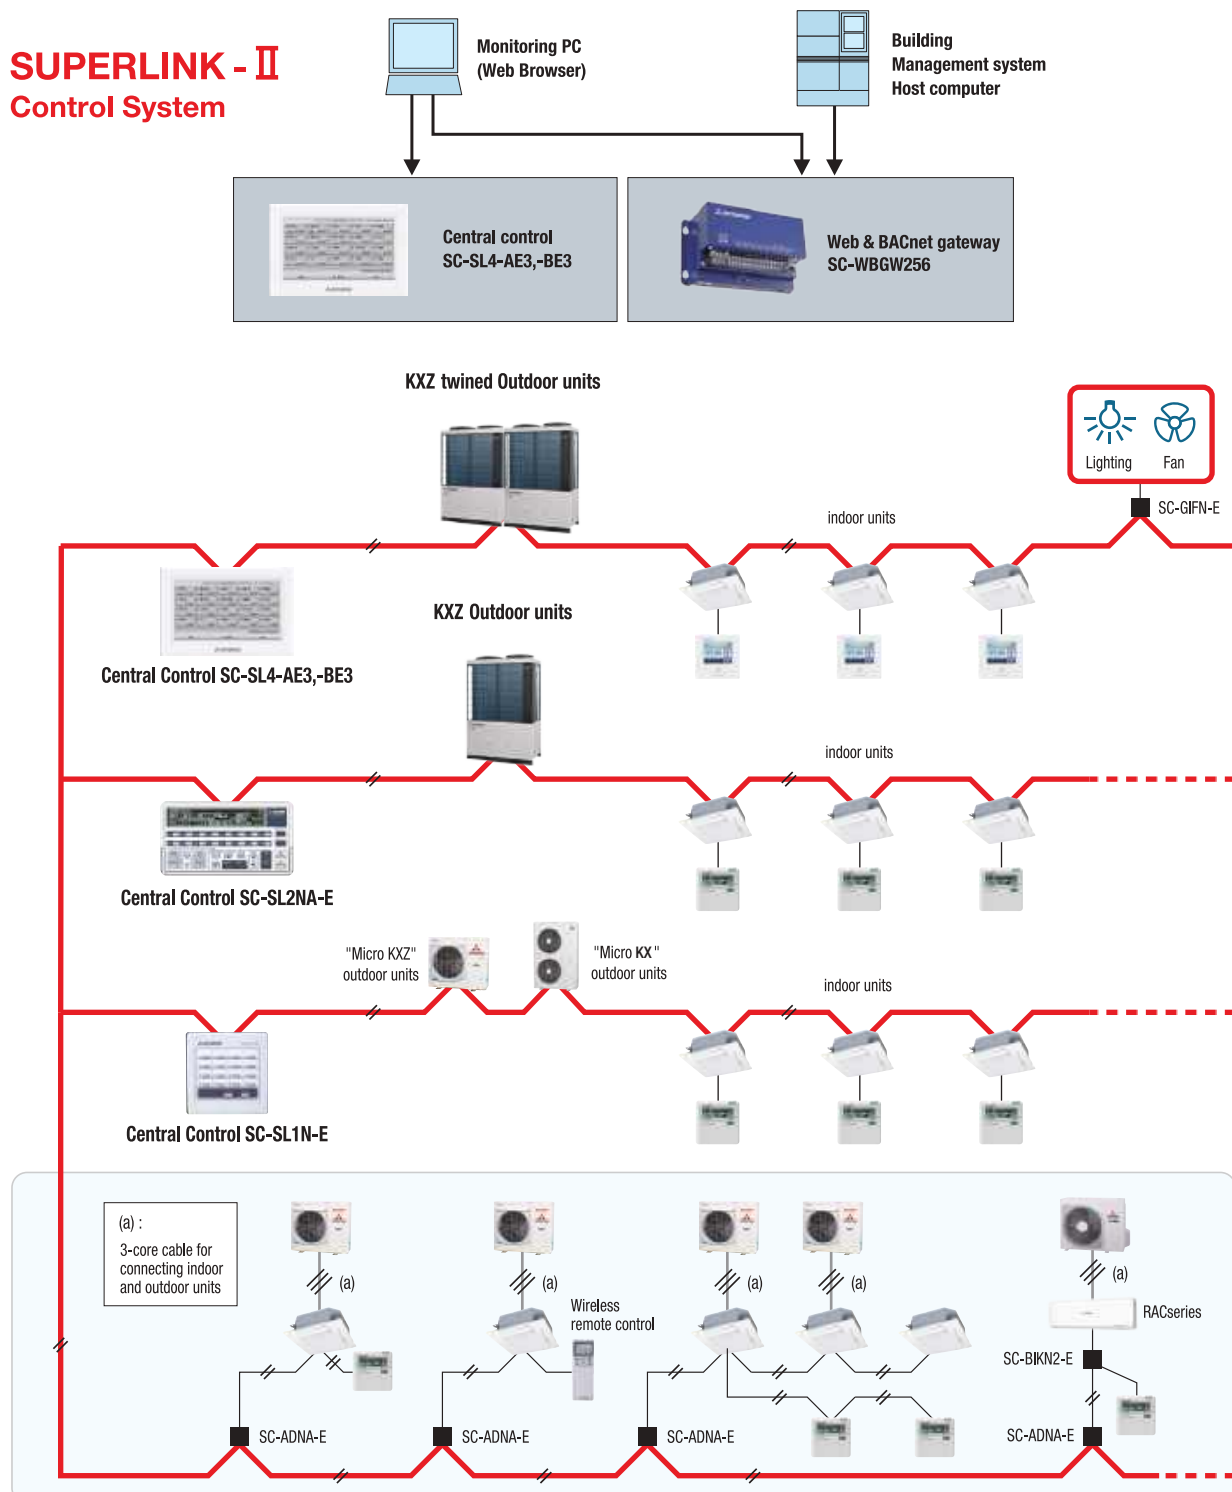 SUPERLINK - II
Control System
Monitoring PC
(Web Browser)
Building
Management system
Host computer
Central control
SC-SL4-AE3,-BE3
Web & BACnet gateway
SC-WBGW256
KXZ twined Outdoor units
Lighting
Fan
SC-GIFN-E
indoor units
Central Control SC-SL4-AE3,-BE3
KXZ Outdoor units
indoor units
Central Control SC-SL2NA-E
"Micro KXZ"
outdoor units
"Micro KX"
outdoor units
indoor units
Central Control SC-SL1N-E
(a) :
3-core cable for
connecting indoor
and outdoor units
(a)
(a)
(a)
(a)
(a)
Wireless
remote control
RACseries
SC-BIKN2-E
SC-ADNA-E
SC-ADNA-E
SC-ADNA-E
SC-ADNA-E